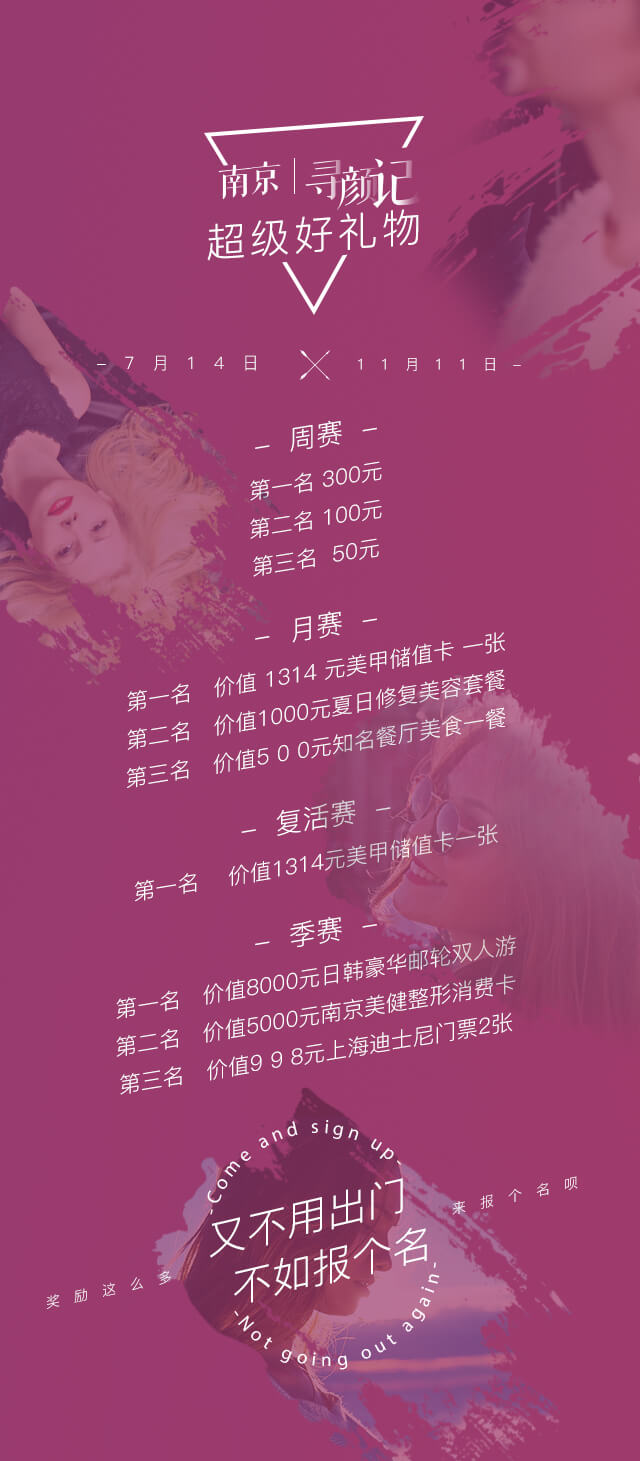 南京|寻颜记
超级好礼物
– 7月14日 11月11日 –
– 周赛 –
第一名 300元
第二名 100元
第三名 50元
– 月赛 –
第一名 价值 1314 元美甲储值卡 一张
第二名 价值1000元夏日修复美容套餐
第三名 价值5 0 0元知名餐厅美食一餐
– 复活赛 –
第一名 价值1314元美甲储值卡一张
– 季赛 –
第一名 价值8000元日韩豪华邮轮双人游
第二名 价值5000元南京美健整形消费卡
第三名 价值9 9 8元上海迪士尼门票2张
-Come and sign up-
又不用出门
不如报个名
-Not going out again-
奖励这么多
来报个名呗